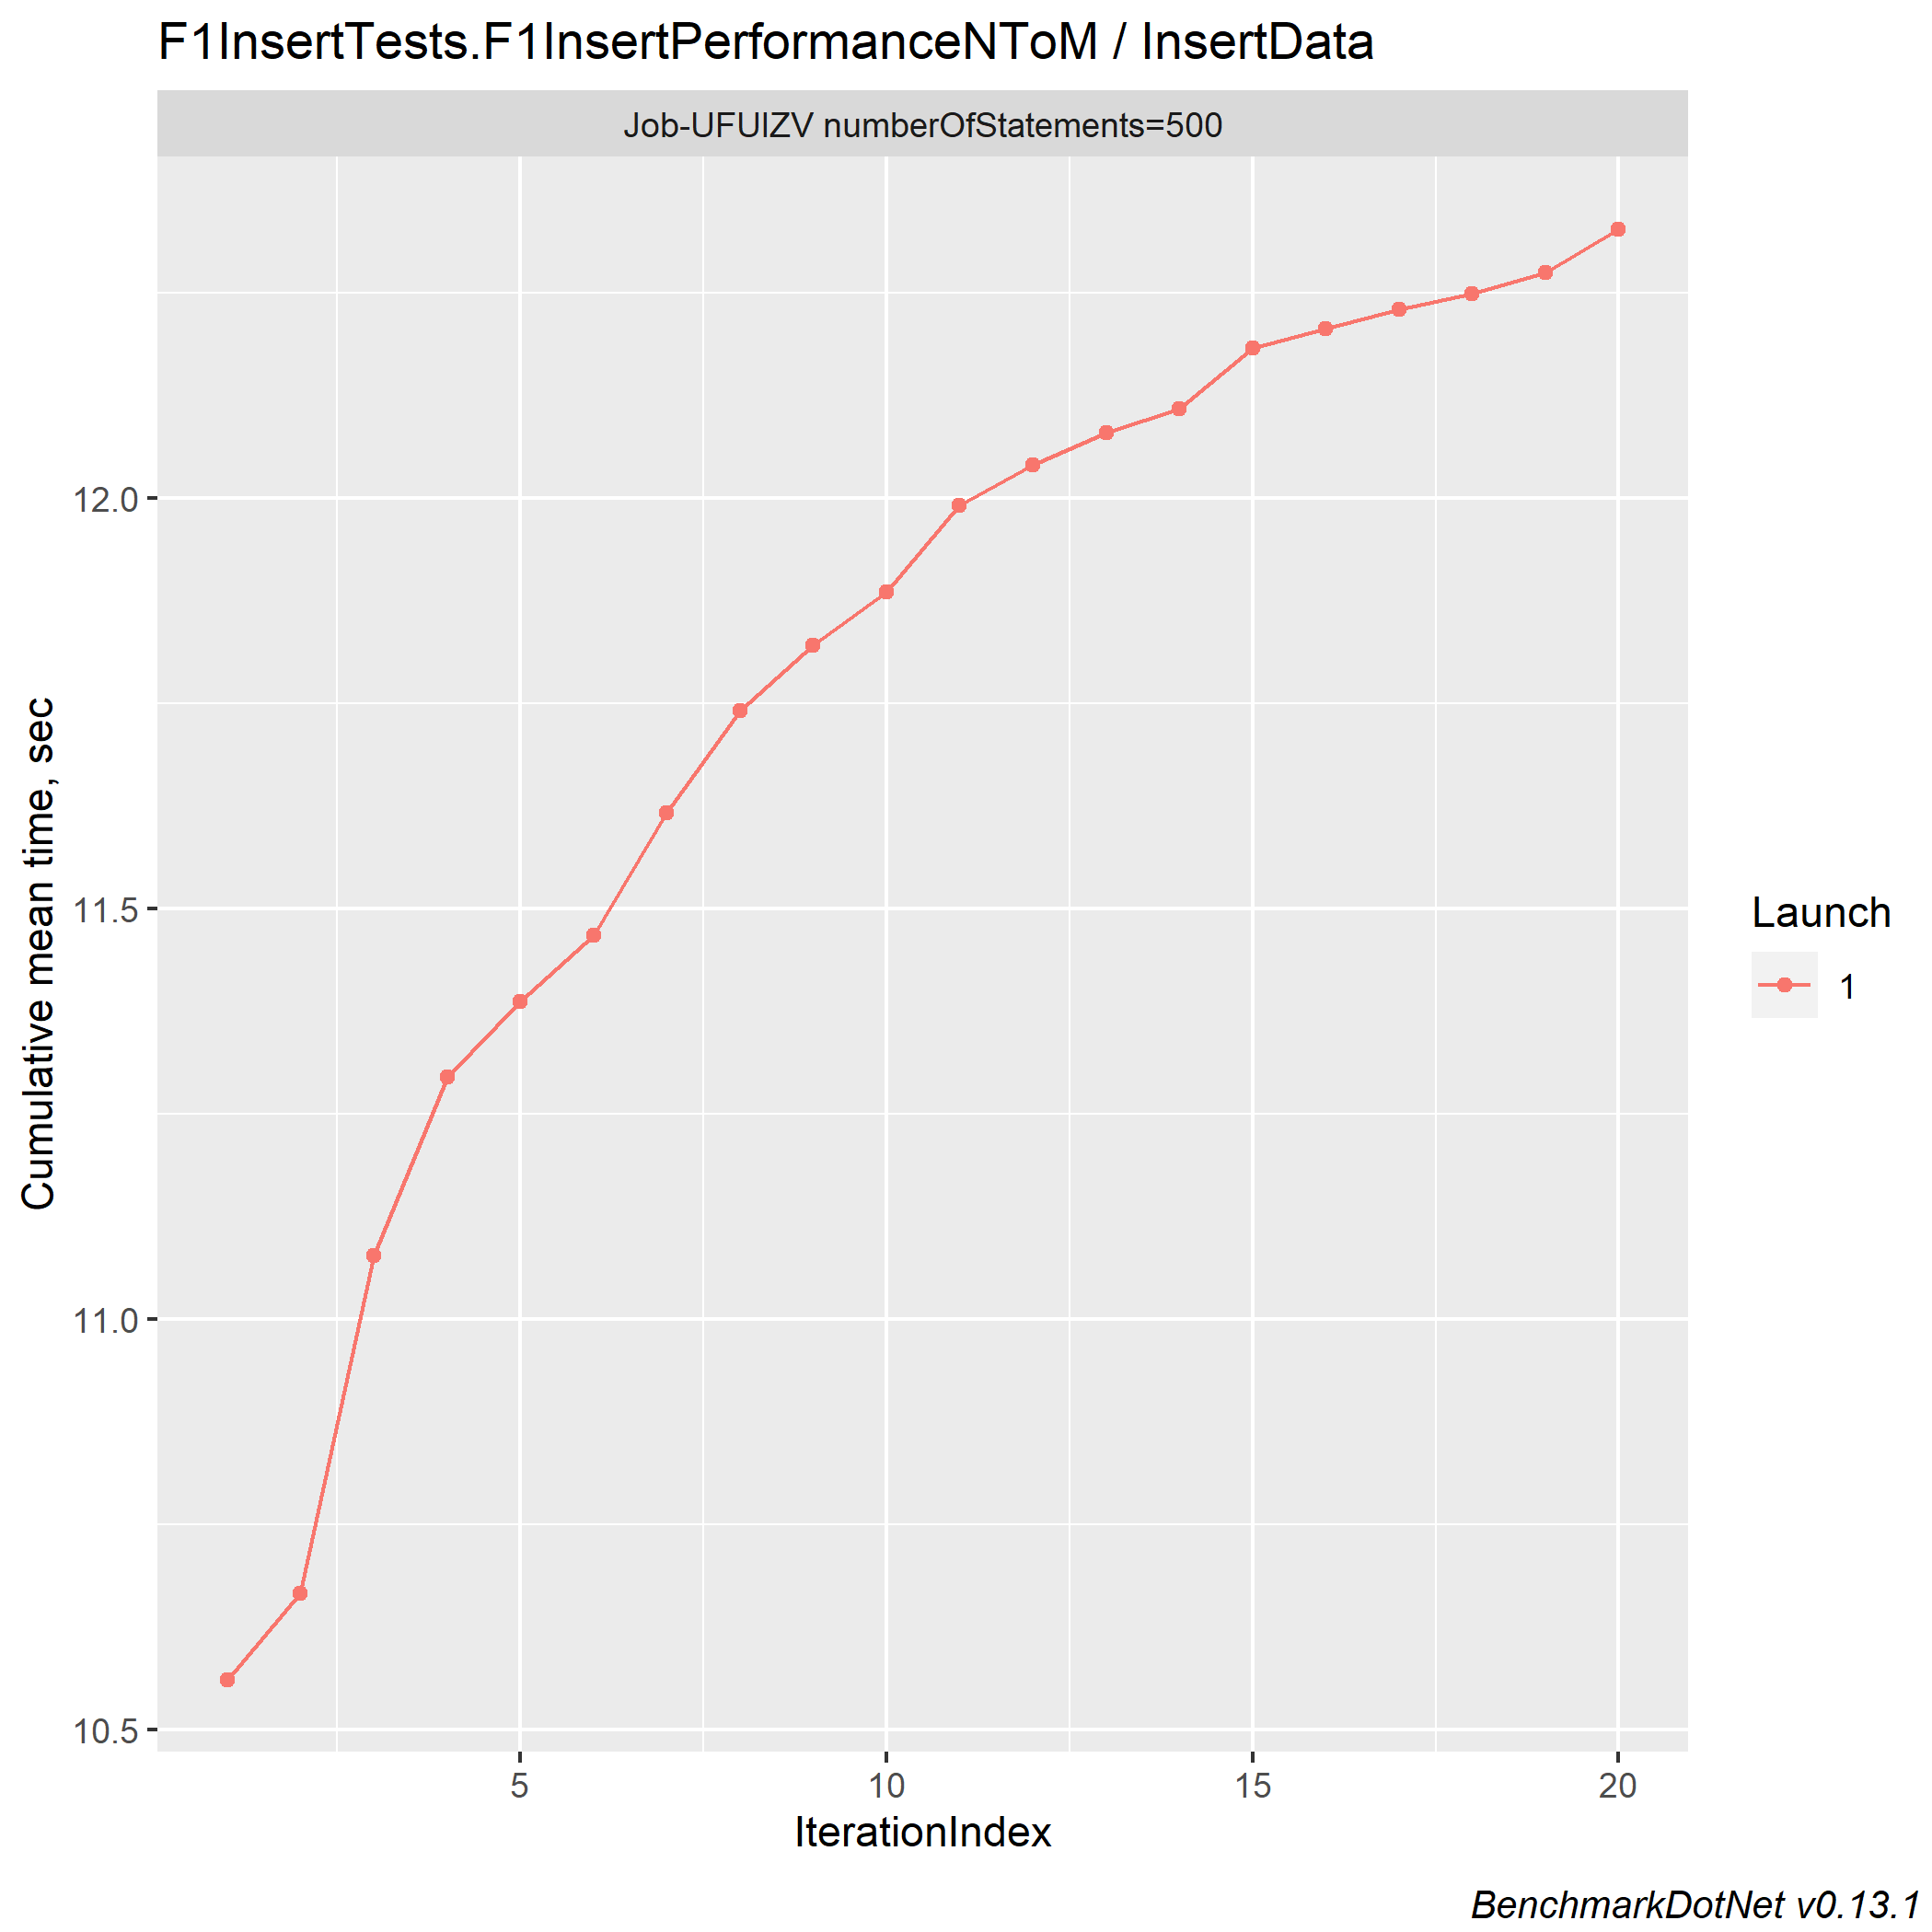 F1InsertTests.F1InsertPerformanceNToM / InsertData
Job-UFUIZV numberOfStatements=500
Cumulative mean time, sec
12.0
11.5
11.0
10.5
5
10
15
20
IterationIndex
Launch
1
BenchmarkDotNet v0.13.1